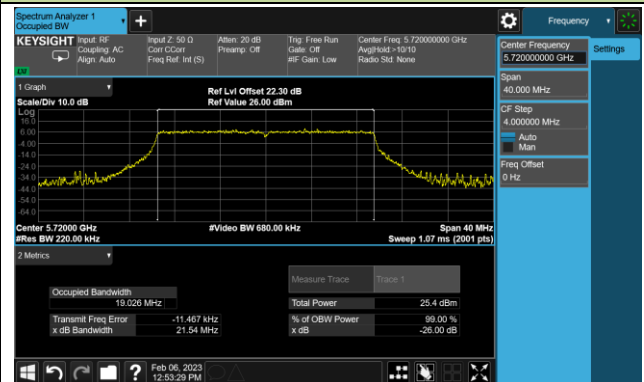 Spectrum Analyzer 1
Occupied BW
Frequency
KEYSIGHT
Input: RF
Coupling: AC
Align: Auto
Input Z: 50 Ω
Corr CCorr
Freq Ref: Int (S)
Atten: 20 dB
Preamp: Off
Trig: Free Run
Gate: Off
#IF Gain: Low
Center Freq: 5.720000000 GHz
Avg|Hold:>10/10
Radio Std: None
Center Frequency
5.720000000 GHz
Settings
Span
40.000 MHz
CF Step
4.000000 MHz
Auto
Man
Freq Offset
0 Hz
1 Graph
Scale/Div 10.0 dB
Ref Lvl Offset 22.30 dB
Ref Value 26.00 dBm
Log
16.0
6.00
-4.00
-14.0
-24.0
-34.0
-44.0
-54.0
-64.0
Center 5.72000 GHz
#Video BW 680.00 kHz
Span 40 MHz
#Res BW 220.00 kHz
Sweep 1.07 ms (2001 pts)
2 Metrics
Measure Trace
Trace 1
Occupied Bandwidth
19.026 MHz
Total Power
25.4 dBm
Transmit Freq Error
-11.467 kHz
% of OBW Power
99.00 %
x dB Bandwidth
21.54 MHz
x dB
-26.00 dB
Feb 06, 2023
12:53:29 PM